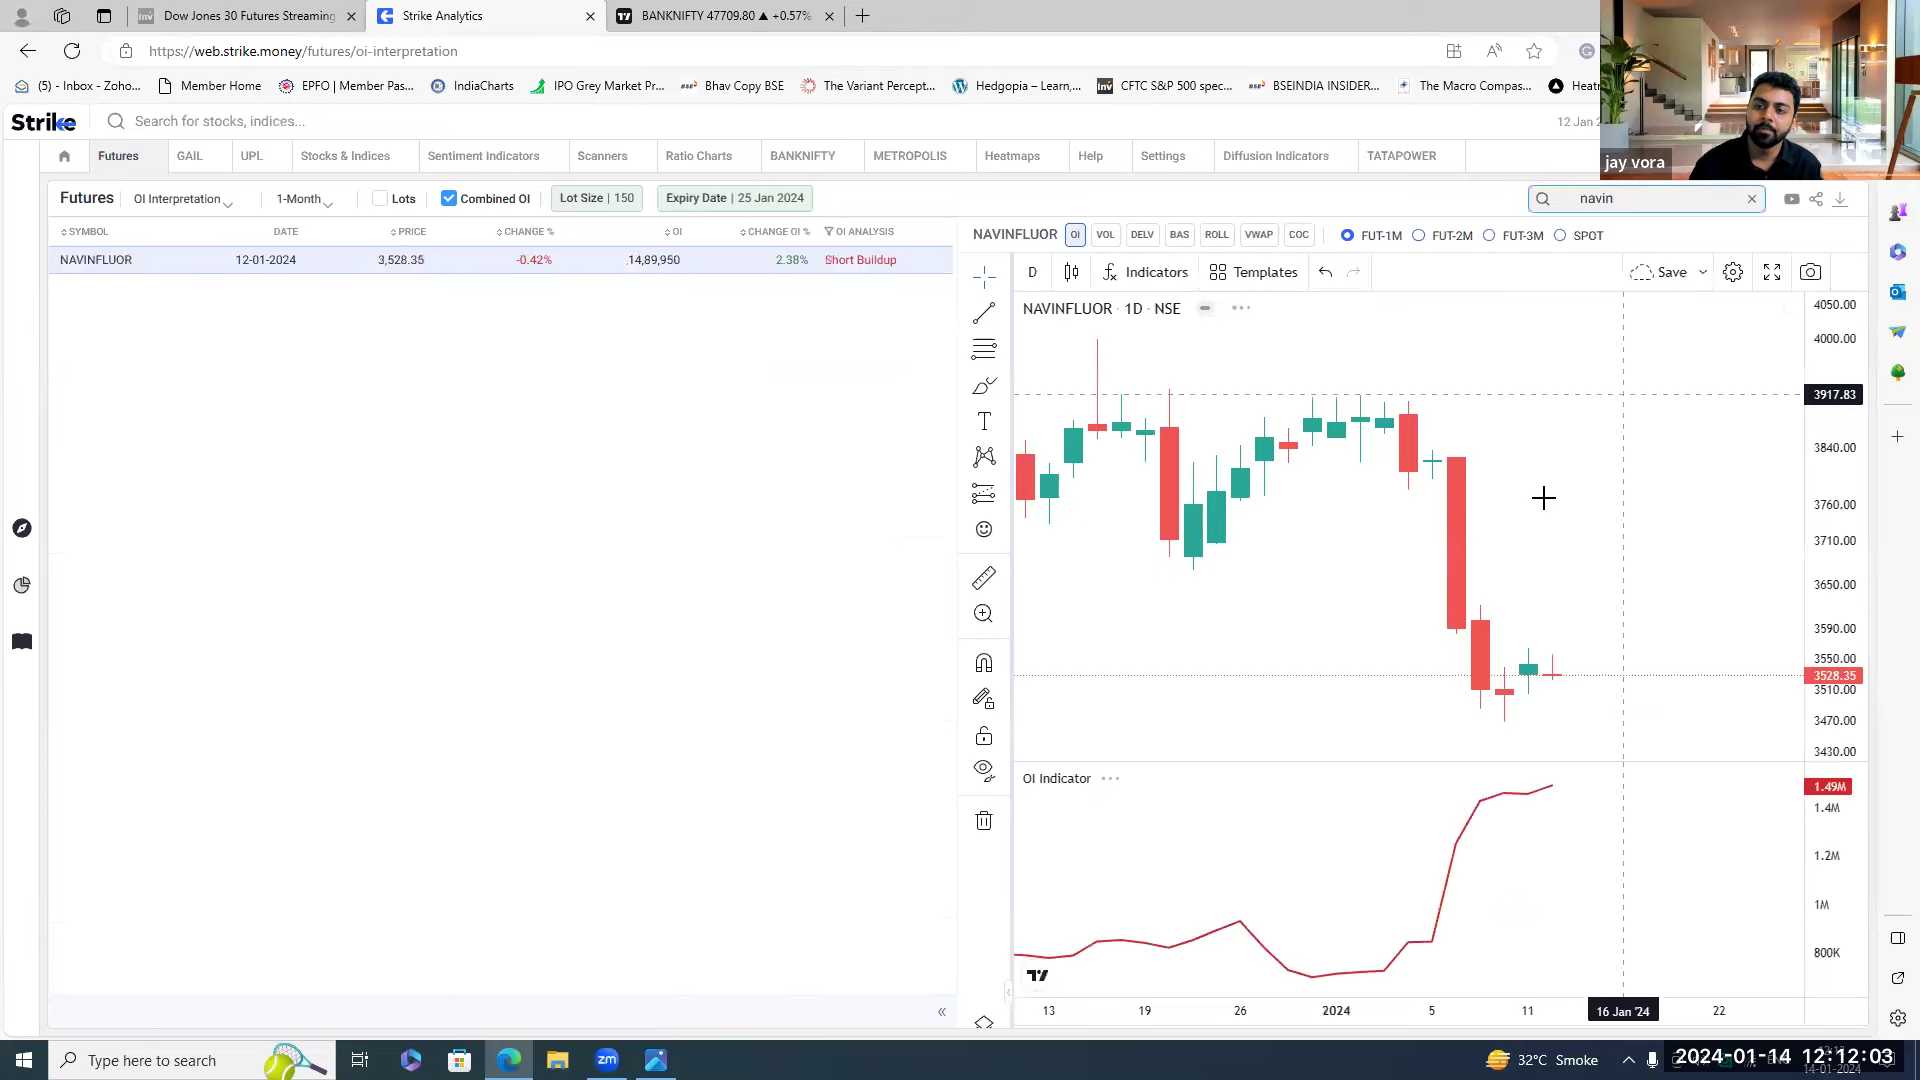 Dow Jones 30 Futures Streaming
Strike Analytics
BANKNIFTY 47709.80 ▲ +0.57%
https://web.strike.money/futures/oi-interpretation
(5) - Inbox - Zoho...
Member Home
EPFO | Member Pas...
IndiaCharts
IPO Grey Market Pr...
Bhav Copy BSE
The Variant Percept...
Hedgopia – Learn,...
CFTC S&P 500 spec...
BSEINDIA INSIDER...
The Macro Compas...
Heatm
jay vora
Strike
Search for stocks, indices...
12 Jan 2
Futures
GAIL
UPL
Stocks & Indices
Sentiment Indicators
Scanners
Ratio Charts
BANKNIFTY
METROPOLIS
Heatmaps
Help
Settings
Diffusion Indicators
TATAPOWER
Futures
OI Interpretation
1-Month
Lots
Combined OI
Lot Size | 150
Expiry Date | 25 Jan 2024
navin
SYMBOL DATE PRICE CHANGE % OI CHANGE OI % OI ANALYSIS
NAVINFLUOR 12-01-2024 3,528.35 -0.42% 14,89,950 2.38% Short Buildup
NAVINFLUOR OI VOL DELV BAS ROLL VWAP COC FUT-1M FUT-2M FUT-3M SPOT
D Indicators Templates Save
NAVINFLUOR · 1D · NSE
4050.00
4000.00
3917.83
3840.00
3760.00
3710.00
3650.00
3590.00
3550.00
3528.35
3510.00
3470.00
3430.00
OI Indicator
1.49M
1.4M
1.2M
1M
800K
13 19 26 2024 5 11 16 Jan '24 22
Type here to search
zm
32°C Smoke
2024-01-14 12:12:03
14-01-2024